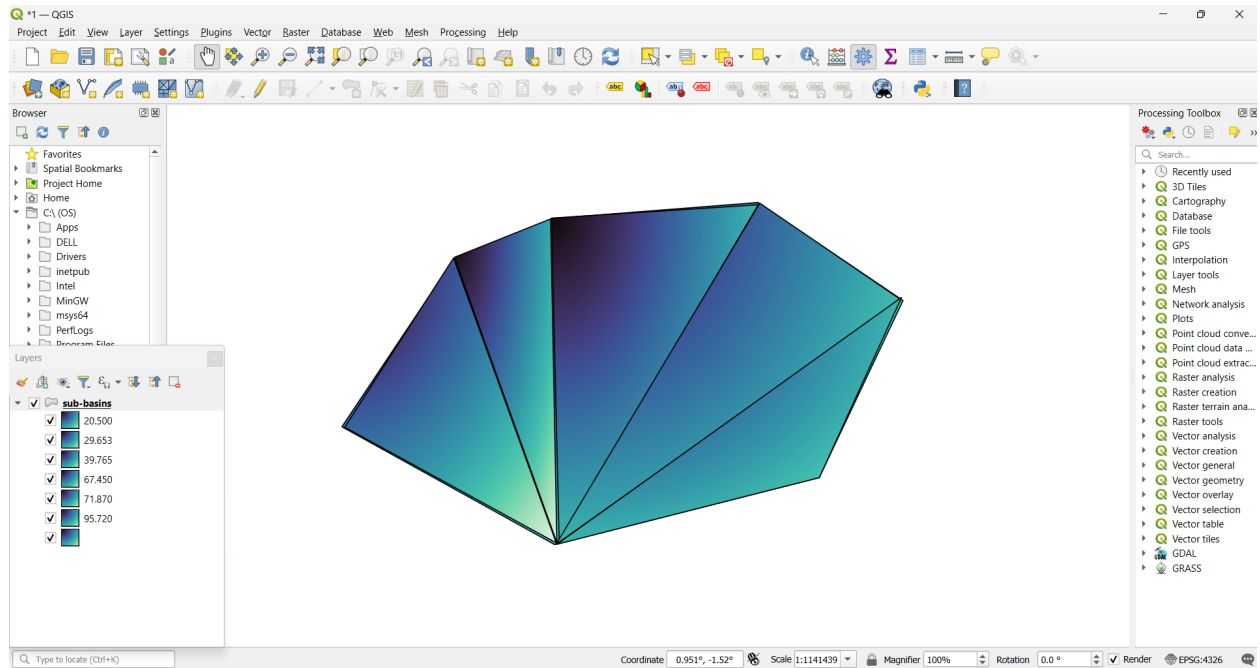 *1 — QGIS
Project Edit View Layer Settings Plugins Vector Raster Database Web Mesh Processing Help
Browser
Favorites
Spatial Bookmarks
Project Home
Home
C:\ (OS)
Apps
DELL
Drivers
inetpub
Intel
MinGW
msys64
PerfLogs
Program Files
Layers
sub-basins
20.500
29.653
39.765
67.450
71.870
95.720
Processing Toolbox
Search...
Recently used
3D Tiles
Cartography
Database
File tools
GPS
Interpolation
Layer tools
Mesh
Network analysis
Plots
Point cloud conve...
Point cloud data ...
Point cloud extrac...
Raster analysis
Raster creation
Raster terrain ana...
Raster tools
Vector analysis
Vector creation
Vector general
Vector geometry
Vector overlay
Vector selection
Vector table
Vector tiles
GDAL
GRASS
Type to locate (Ctrl+K) Coordinate 0.951°, -1.52° Scale 1:1141439 Magnifier 100% Rotation 0.0 ° Render EPSG:4326